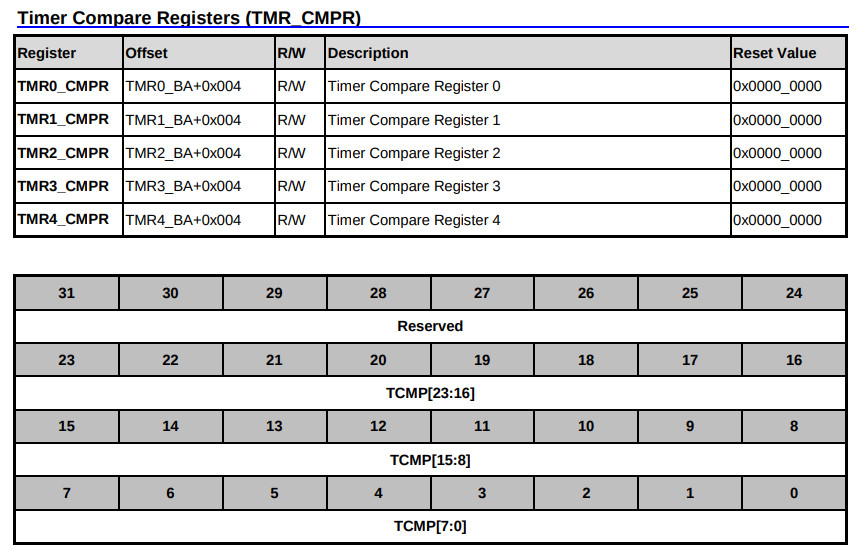 Timer Compare Registers (TMR_CMPR)
Register Offset R/W Description Reset Value
TMR0_CMPR TMR0_BA+0x004 R/W Timer Compare Register 0 0x0000_0000
TMR1_CMPR TMR1_BA+0x004 R/W Timer Compare Register 1 0x0000_0000
TMR2_CMPR TMR2_BA+0x004 R/W Timer Compare Register 2 0x0000_0000
TMR3_CMPR TMR3_BA+0x004 R/W Timer Compare Register 3 0x0000_0000
TMR4_CMPR TMR4_BA+0x004 R/W Timer Compare Register 4 0x0000_0000
31 30 29 28 27 26 25 24
Reserved
23 22 21 20 19 18 17 16
TCMP[23:16]
15 14 13 12 11 10 9 8
TCMP[15:8]
7 6 5 4 3 2 1 0
TCMP[7:0]